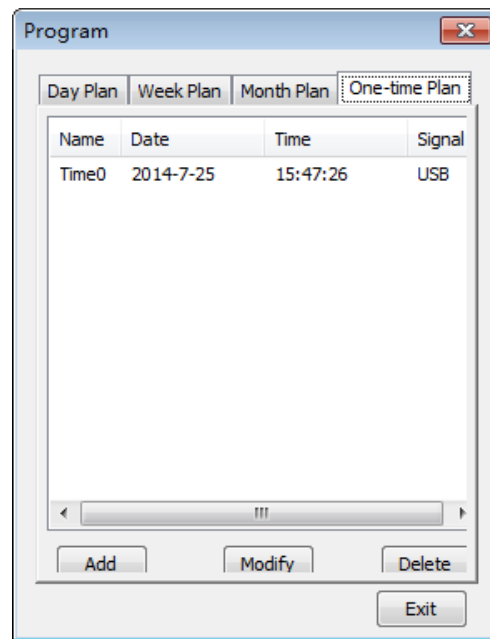 Program
Day Plan Week Plan Month Plan One-time Plan
Name Date Time Signal
Time0 2014-7-25 15:47:26 USB
Add Modify Delete
Exit